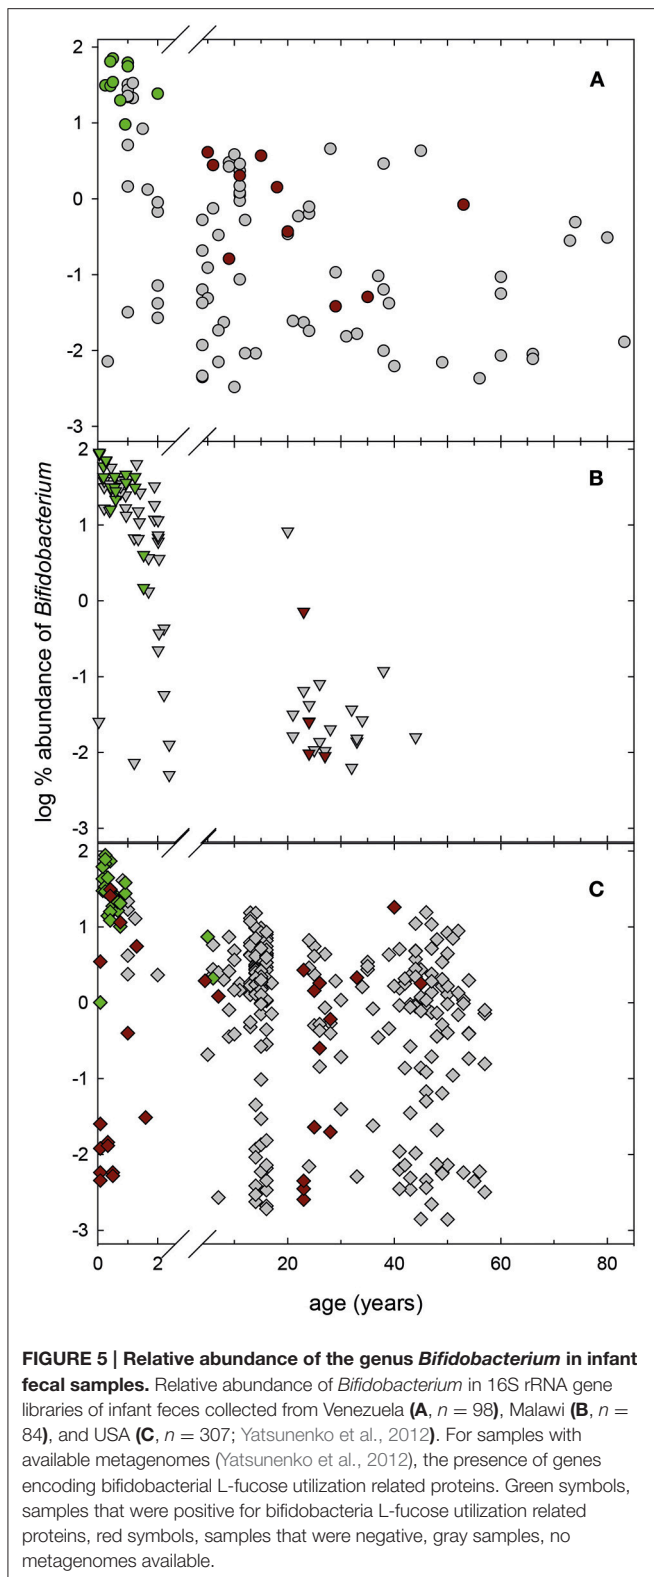 2
1
0
-1
-2
-3
A
2
1
0
-1
-2
-3
B
log % abundance of Bifidobacterium
2
1
0
-1
-2
-3
C
0 2 20 40 60 80
age (years)
FIGURE 5 | Relative abundance of the genus Bifidobacterium in infant
fecal samples. Relative abundance of Bifidobacterium in 16S rRNA gene
libraries of infant feces collected from Venezuela (A, n = 98), Malawi (B, n =
84), and USA (C, n = 307; Yatsunenko et al., 2012). For samples with
available metagenomes (Yatsunenko et al., 2012), the presence of genes
encoding bifidobacterial L-fucose utilization related proteins. Green symbols,
samples that were positive for bifidobacteria L-fucose utilization related
proteins, red symbols, samples that were negative, gray samples, no
metagenomes available.